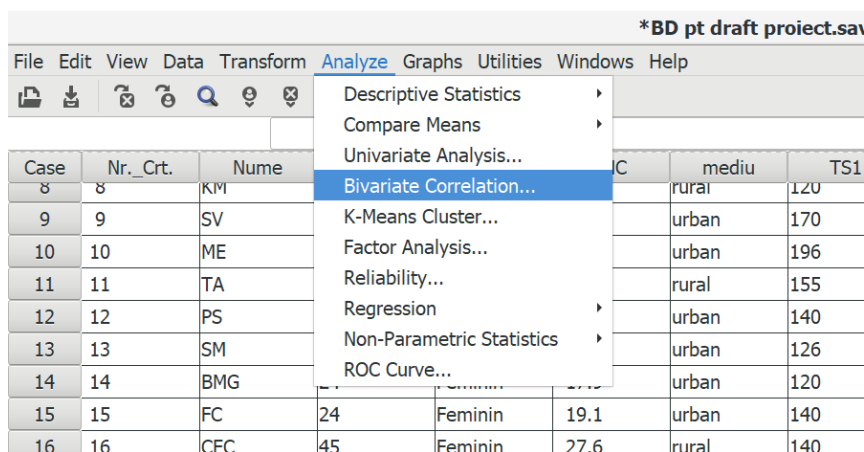 *BD pt draft proiect.sav
File Edit View Data Transform Analyze Graphs Utilities Windows Help
Descriptive Statistics
Compare Means
Univariate Analysis...
Bivariate Correlation...
K-Means Cluster...
Factor Analysis...
Reliability...
Regression
Non-Parametric Statistics
ROC Curve...
Case Nr._Crt. Nume mediu TS1
8 8 KM rural 120
9 9 SV urban 170
10 10 ME urban 196
11 11 TA rural 155
12 12 PS urban 140
13 13 SM urban 126
14 14 BMG urban 120
15 15 FC 24 Feminin 19.1 urban 140
16 16 CFC 45 Feminin 27.6 rural 140